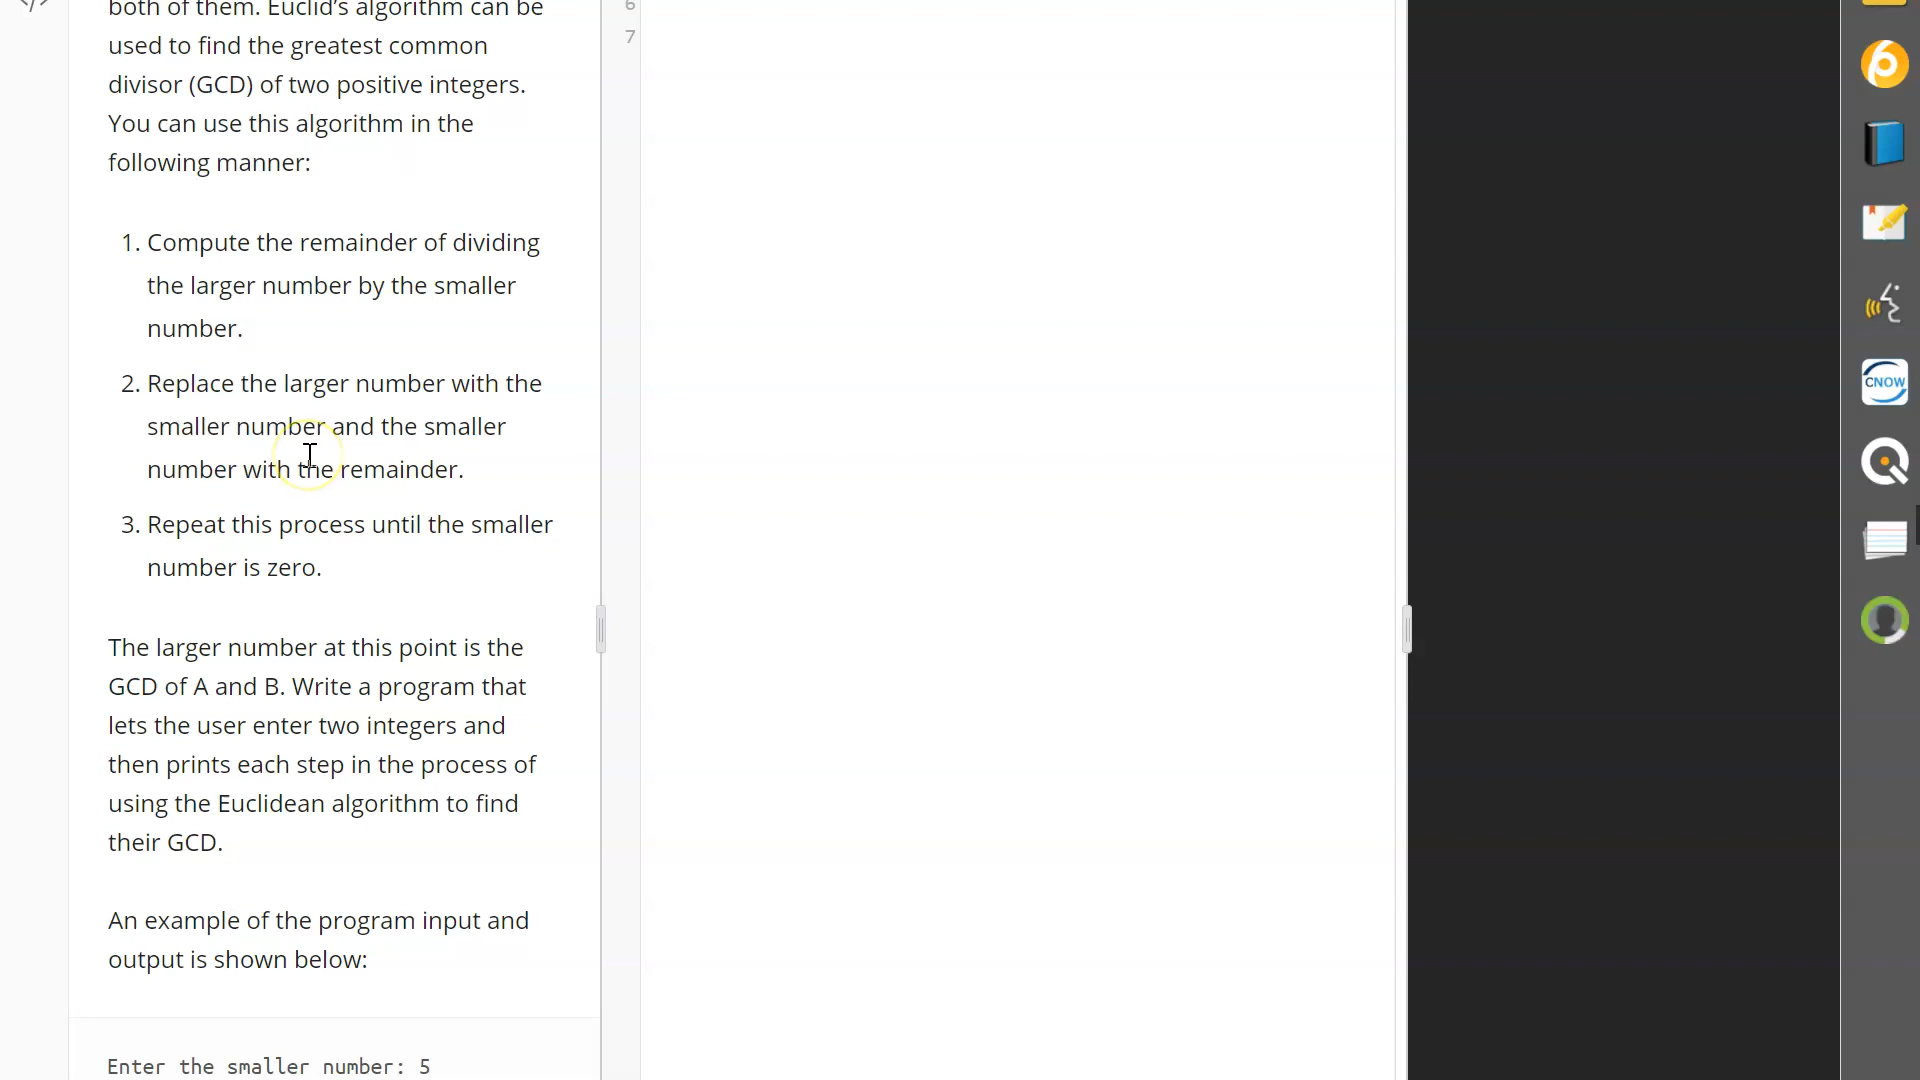 both of them. Euclid’s algorithm can be
used to find the greatest common
divisor (GCD) of two positive integers.
You can use this algorithm in the
following manner:
1. Compute the remainder of dividing
the larger number by the smaller
number.
2. Replace the larger number with the
smaller number and the smaller
number with the remainder.
3. Repeat this process until the smaller
number is zero.
The larger number at this point is the
GCD of A and B. Write a program that
lets the user enter two integers and
then prints each step in the process of
using the Euclidean algorithm to find
their GCD.
An example of the program input and
output is shown below:
Enter the smaller number: 5
6
7
CNOW